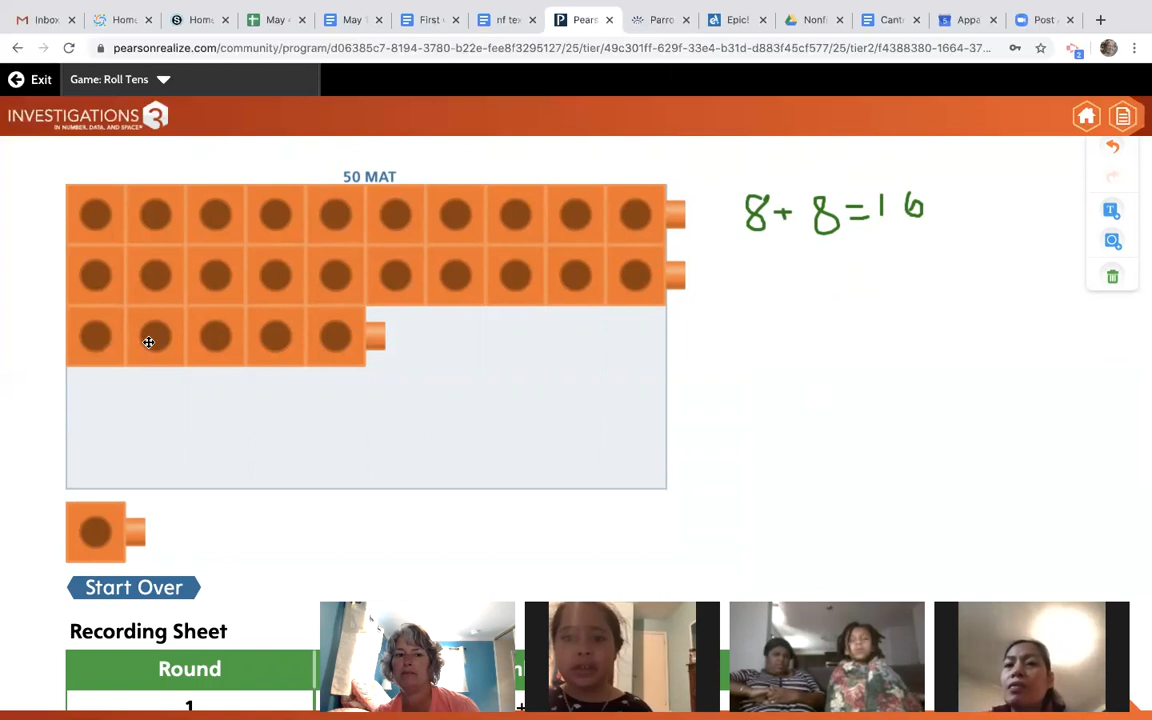 Inbox
Home
Home
May
May 1
First
nf tex
Pears
Parro
Epic!
Nonfi
Cantr
Appa
Post
pearsonrealize.com/community/program/d06385c7-8194-3780-b22e-fee8f3295127/25/tier/49c301ff-629f-33e4-b31d-d883f45cf577/25/tier2/f4388380-1664-37...
2
Exit
Game: Roll Tens
INVESTIGATIONS 3
IN NUMBER, DATA, AND SPACE®
50 MAT
8 + 8 = 16
Start Over
Recording Sheet
Round
1
+